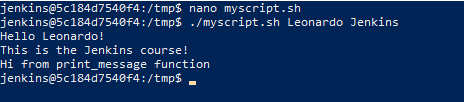 jenkins@5c184d7540f4:/tmp$ nano myscript.sh
jenkins@5c184d7540f4:/tmp$ ./myscript.sh Leonardo Jenkins
Hello Leonardo!
This is the Jenkins course!
Hi from print_message function
jenkins@5c184d7540f4:/tmp$